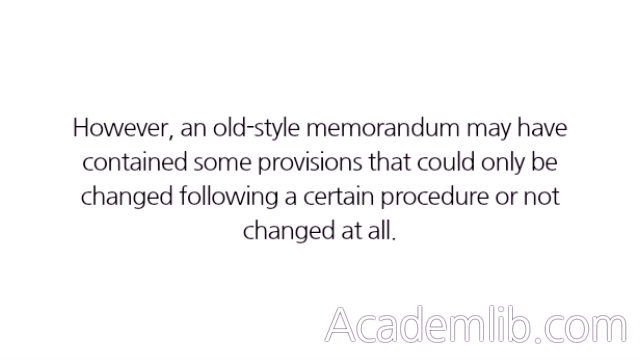 However, an old-style memorandum may have
contained some provisions that could only be
changed following a certain procedure or not
changed at all.
Academlib.com